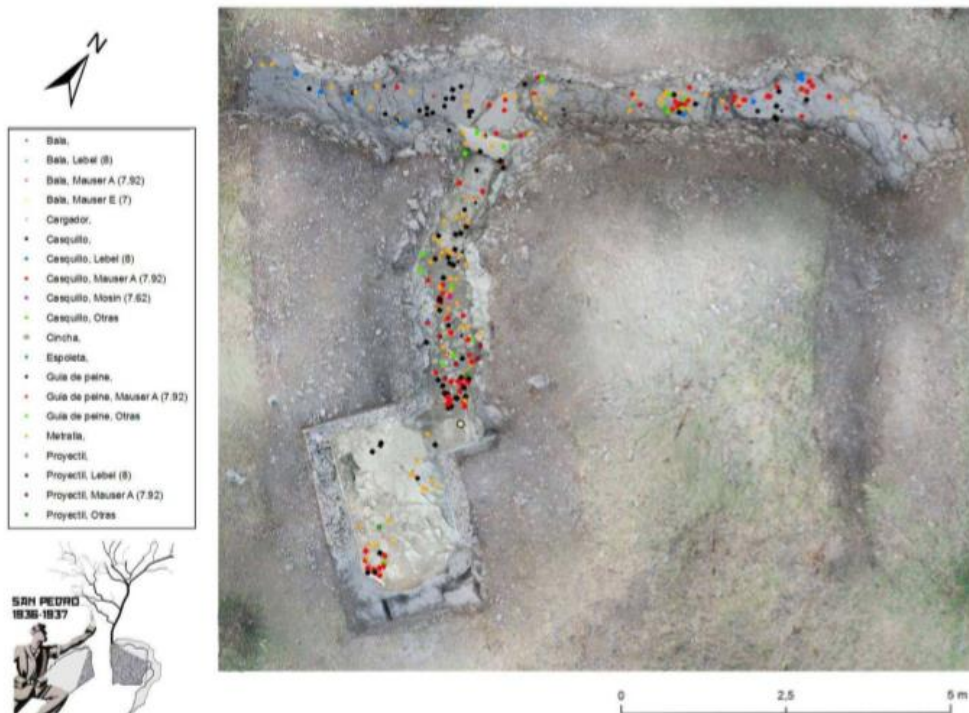 N
Bala,
Bala, Lebel (8)
Bala, Mauser A (7.92)
Bala, Mauser E (7)
Cargador,
Casquillo,
Casquillo, Lebel (8)
Casquillo, Mauser A (7.92)
Casquillo, Mosin (7.62)
Casquillo, Otras
Cincha,
Espoleta,
Guia de peine,
Guia de peine, Mauser A (7.92)
Guia de peine, Otras
Metralla,
Proyectil,
Proyectil, Lebel (8)
Proyectil, Mauser A (7.92)
Proyectil, Otras
SAN PEDRO
1936-1937
0 2,5 5 m